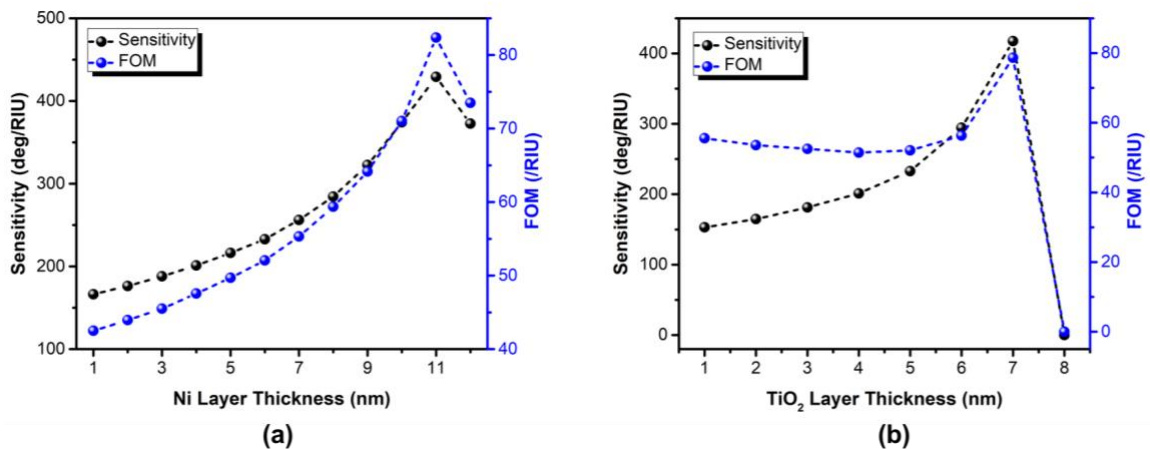 500
400
300
200
100
Sensitivity (deg/RIU)
Sensitivity
FOM
80
70
60
50
40
FOM (/RIU)
1 3 5 7 9 11
Ni Layer Thickness (nm)
(a)
400
300
200
100
0
Sensitivity (deg/RIU)
Sensitivity
FOM
80
60
40
20
0
FOM (/RIU)
1 2 3 4 5 6 7 8
TiO₂ Layer Thickness (nm)
(b)